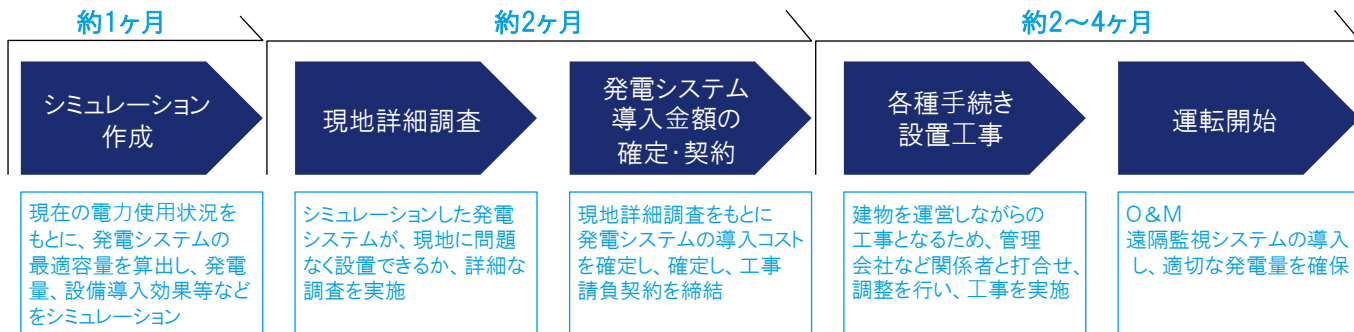 約1ヶ月
約2ヶ月
約2～4ヶ月
シミュレーション
作成
現地詳細調査
発電システム
導入金額の
確定・契約
各種手続き
設置工事
運転開始
現在の電力使用状況を
もとに、発電システムの
最適容量を算出し、発電
量、設備導入効果等など
をシミュレーション
シミュレーションした発電
システムが、現地に問題
なく設置できるか、詳細な
調査を実施
現地詳細調査をもとに
発電システムの導入コスト
を確定し、確定し、工事
請負契約を締結
建物を運営しながらの
工事となるため、管理
会社など関係者と打合せ、
調整を行い、工事を実施
O&M
遠隔監視システムの導入
し、適切な発電量を確保